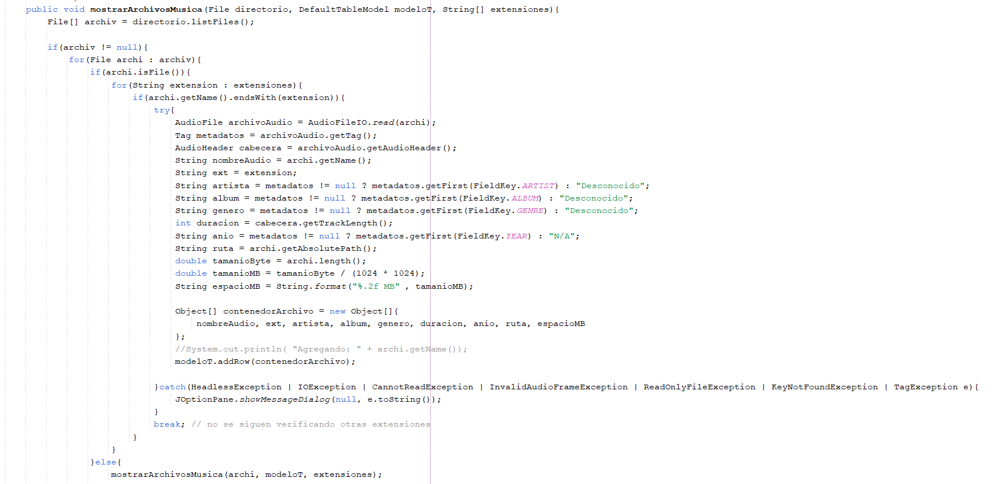 public void mostrarArchivosMusica(File directorio, DefaultTableModel modeloT, String[] extensiones){
File[] archiv = directorio.listFiles();
if(archiv != null){
for(File archi : archiv){
if(archi.isFile()){
for(String extension : extensiones){
if(archi.getName().endsWith(extension)){
try{
AudioFile archivoAudio = AudioFileIO.read(archi);
Tag metadatos = archivoAudio.getTag();
AudioHeader cabecera = archivoAudio.getAudioHeader();
String nombreAudio = archi.getName();
String ext = extension;
String artista = metadatos != null ? metadatos.getFirst(FieldKey.ARTIST) : "Desconocido";
String album = metadatos != null ? metadatos.getFirst(FieldKey.ALBUM) : "Desconocido";
String genero = metadatos != null ? metadatos.getFirst(FieldKey.GENRE) : "Desconocido";
int duracion = cabecera.getTrackLength();
String anio = metadatos != null ? metadatos.getFirst(FieldKey.YEAR) : "N/A";
String ruta = archi.getAbsolutePath();
double tamanioByte = archi.length();
double tamanioMB = tamanioByte / (1024 * 1024);
String espacioMB = String.format("%.2f MB" , tamanioMB);
Object[] contenedorArchivo = new Object[]{
nombreAudio, ext, artista, album, genero, duracion, anio, ruta, espacioMB
};
//System.out.println( "Agregando: " + archi.getName());
modeloT.addRow(contenedorArchivo);
}catch(HeadlessException | IOException | CannotReadException | InvalidAudioFrameException | ReadOnlyFileException | KeyNotFoundException | TagException e){
JOptionPane.showMessageDialog(null, e.toString());
}
break; // no se siguen verificando otras extensiones
}
}
}else{
mostrarArchivosMusica(archi, modeloT, extensiones);